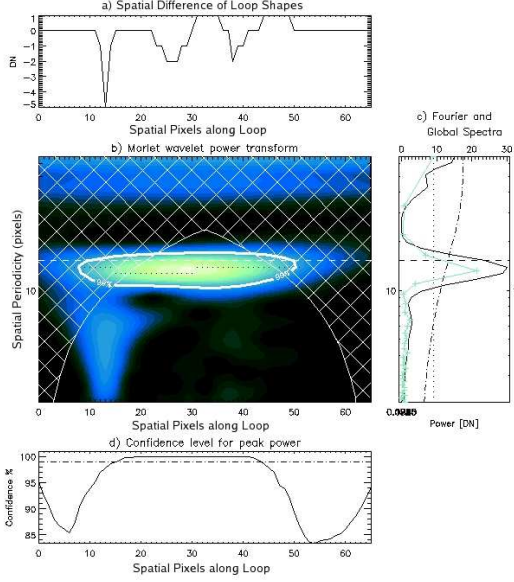 a) Spatial Difference of Loop Shapes
1
0
-1
-2
-3
-4
-5
DN
0 10 20 30 40 50 60
Spatial Pixels along Loop
b) Morlet wavelet power transform
Spatial Periodicity (pixels)
10
99%
99%
0 10 20 30 40 50 60
Spatial Pixels along Loop
c) Fourier and
Global Spectra
0 10 20 30
10
Power [DN]
d) Confidence level for peak power
100
95
90
85
Confidence %
0 10 20 30 40 50 60
Spatial Pixels along Loop